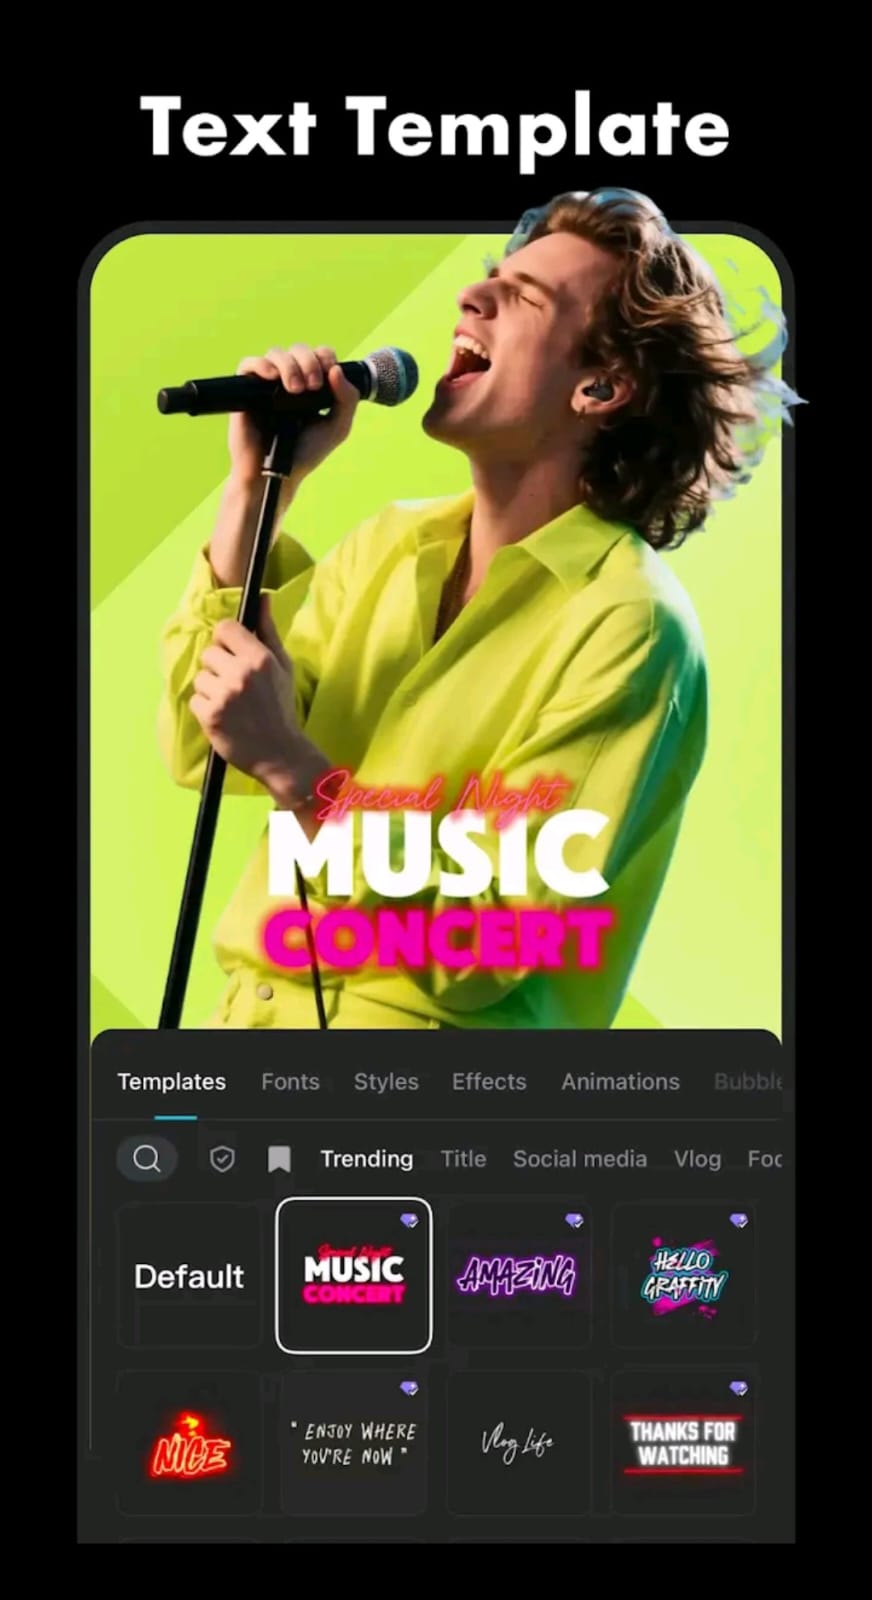 Text Template
Special Night
MUSIC
CONCERT
Templates Fonts Styles Effects Animations Bubble
Trending Title Social media Vlog Foo
Default
Special Night
MUSIC
CONCERT
AMAZiNG
HELLO
GRAFFITY
NICE
" ENJOY WHERE
YOU'RE NOW "
Vlog Life
THANKS FOR
WATCHING